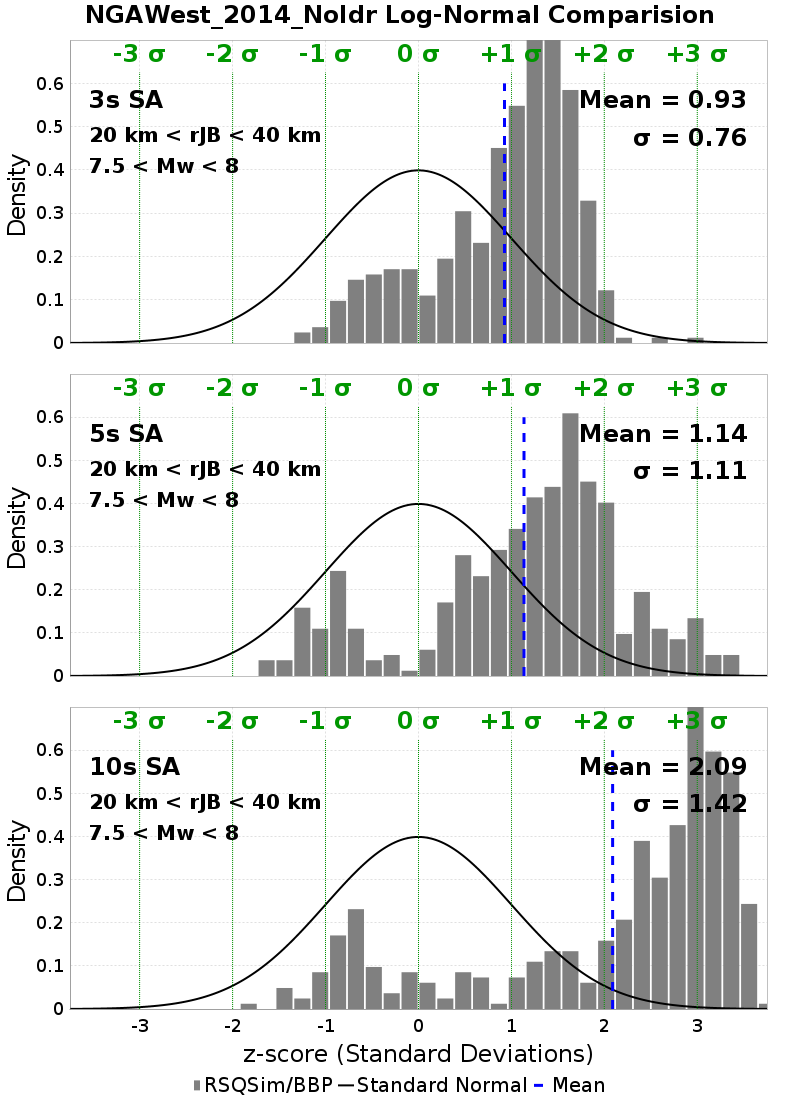 NGAWest_2014_NoIdr Log-Normal Comparision
-3 σ -2 σ -1 σ 0 σ +1 σ +2 σ +3 σ
3s SA
Mean = 0.93
20 km < rJB < 40 km
σ = 0.76
7.5 < Mw < 8
Density
0.6
0.5
0.4
0.3
0.2
0.1
0
-3 σ -2 σ -1 σ 0 σ +1 σ +2 σ +3 σ
5s SA
Mean = 1.14
20 km < rJB < 40 km
σ = 1.11
7.5 < Mw < 8
Density
0.6
0.5
0.4
0.3
0.2
0.1
0
-3 σ -2 σ -1 σ 0 σ +1 σ +2 σ +3 σ
10s SA
Mean = 2.09
20 km < rJB < 40 km
σ = 1.42
7.5 < Mw < 8
Density
0.6
0.5
0.4
0.3
0.2
0.1
0
-3 -2 -1 0 1 2 3
z-score (Standard Deviations)
RSQSim/BBP Standard Normal Mean